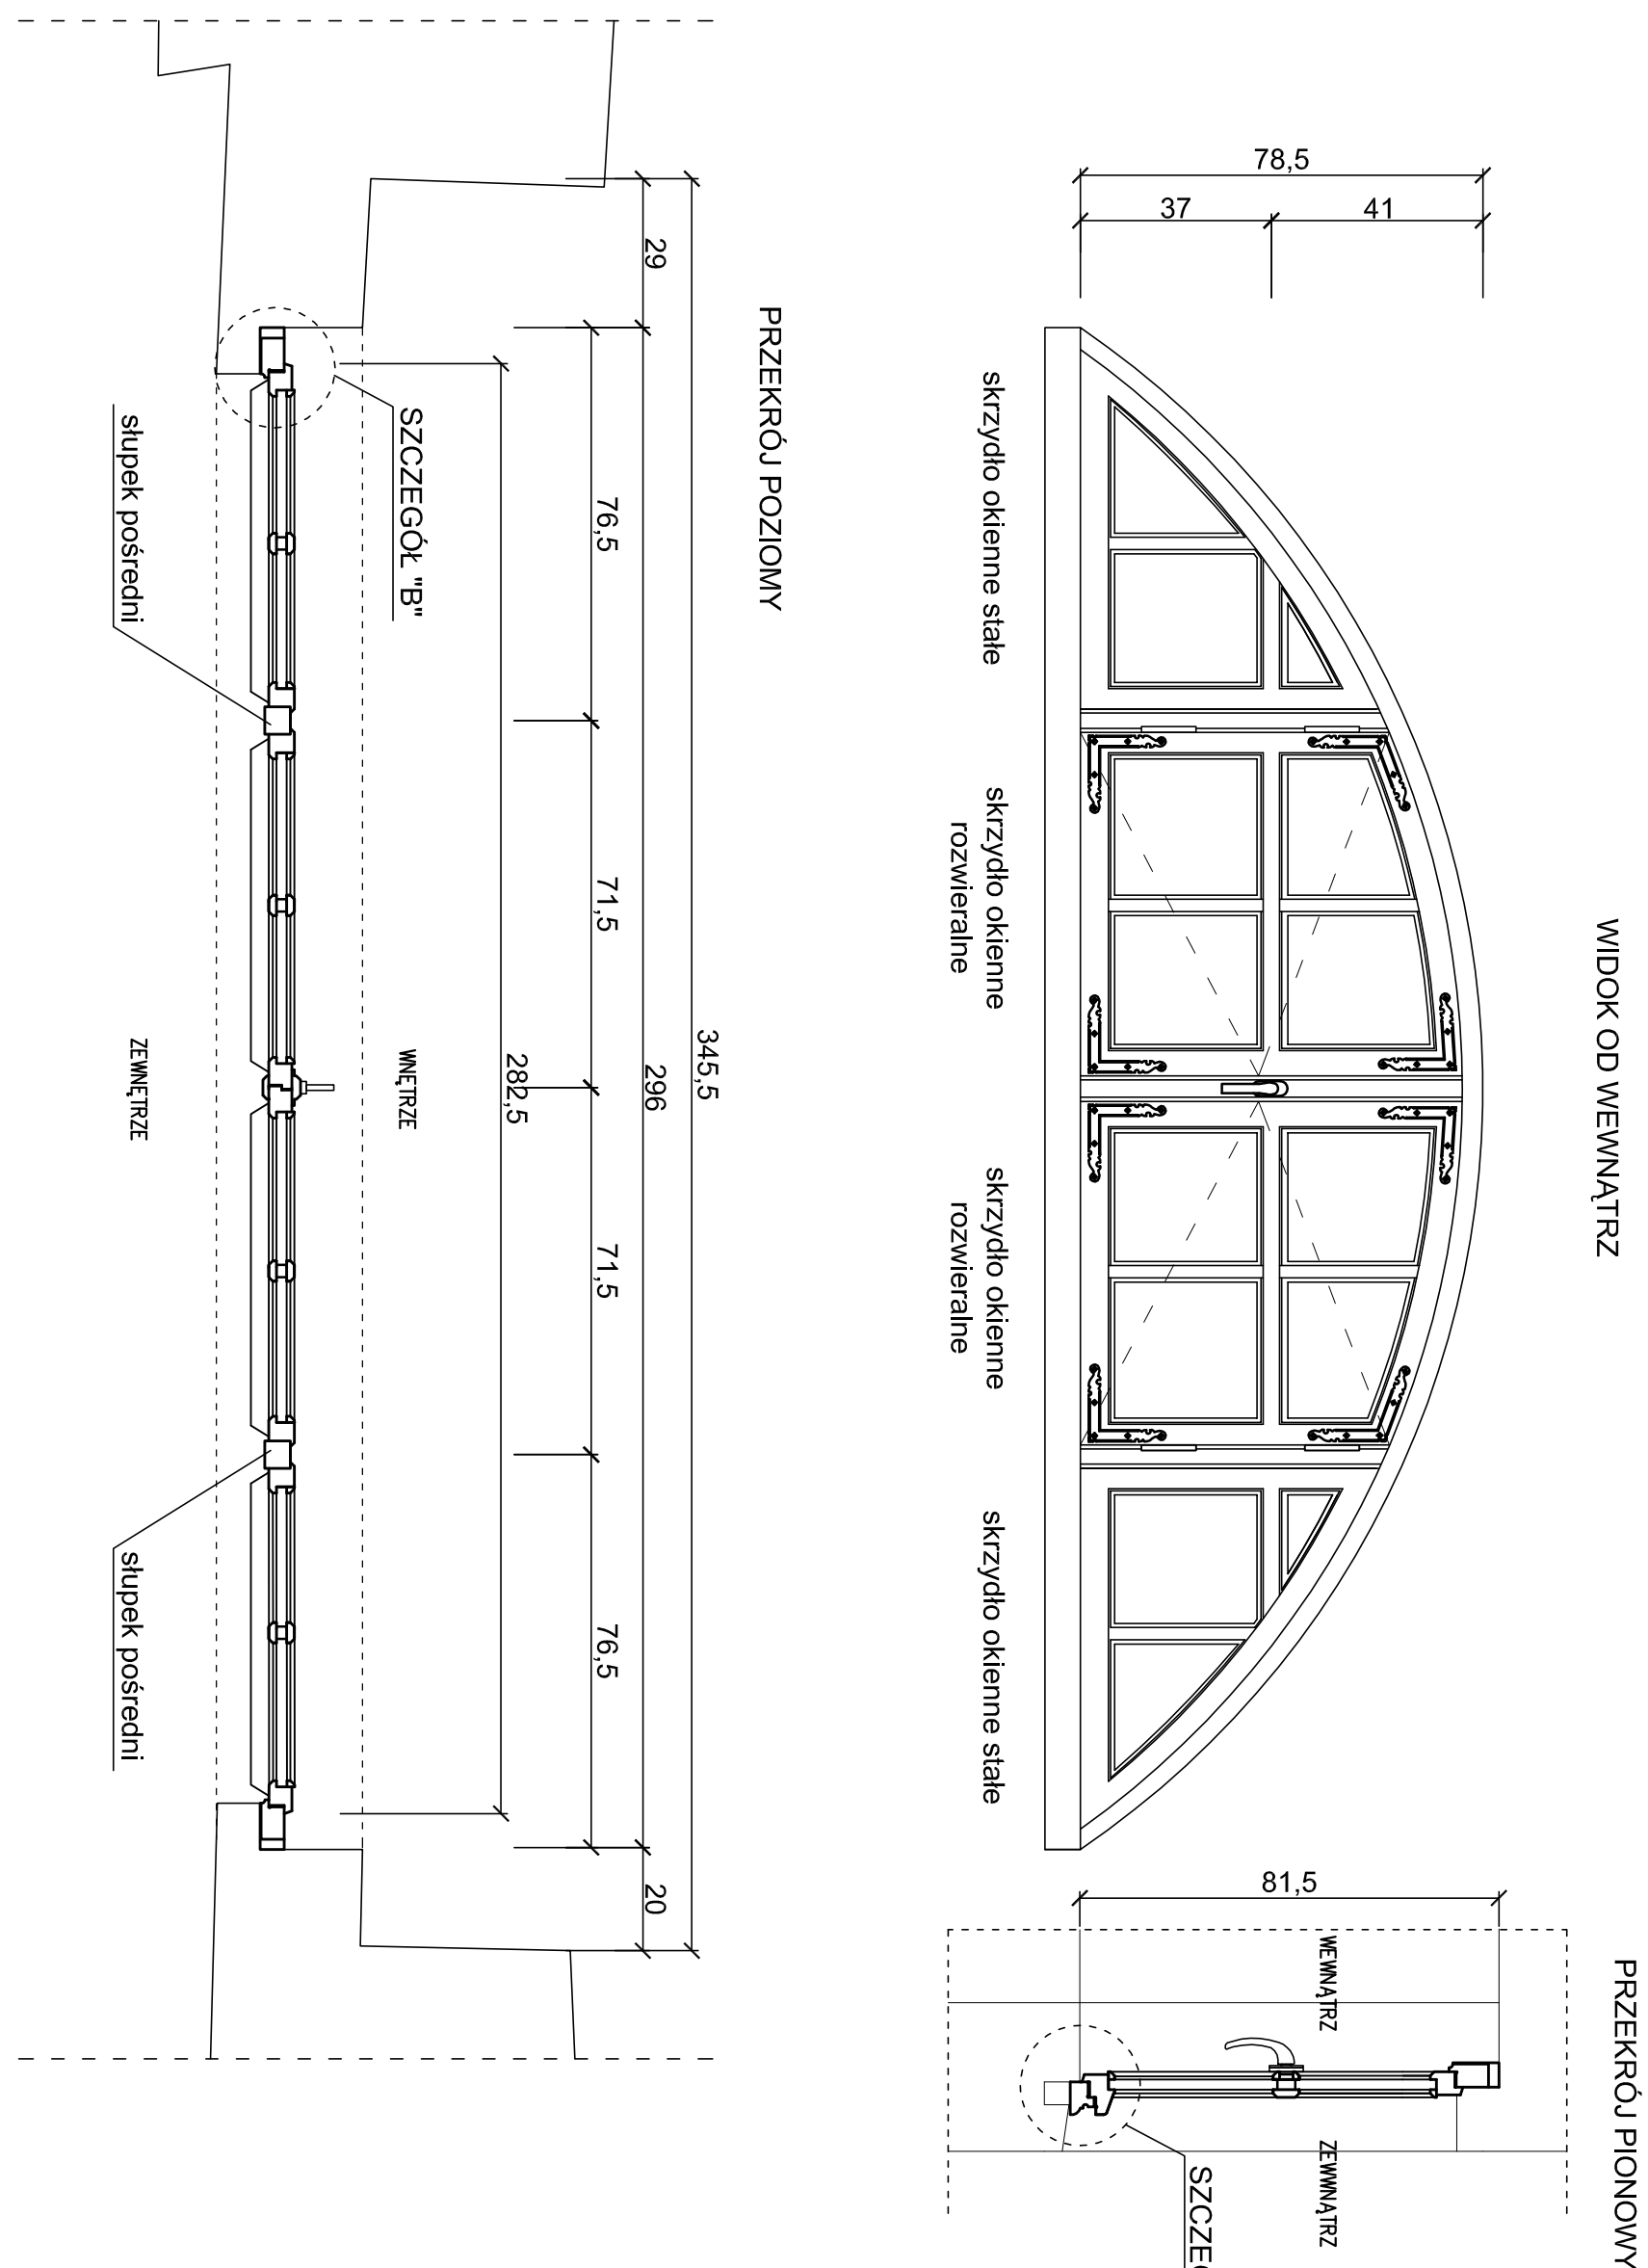 WIDOK OD WEWNĄTRZ
78,5
37
41
skrzydło okienne stałe
skrzydło okienne
rozwieralne
skrzydło okienne
rozwieralne
skrzydło okienne stałe
PRZEKRÓJ PIONOWY
81,5
WEWNĄTRZ
ZEWNĄTRZ
PRZEKRÓJ POZIOMY
345,5
29
296
20
76,5
71,5
71,5
76,5
282,5
SZCZEGÓŁ "B"
WNĘTRZE
ZEWNĘTRZE
słupek pośredni
słupek pośredni